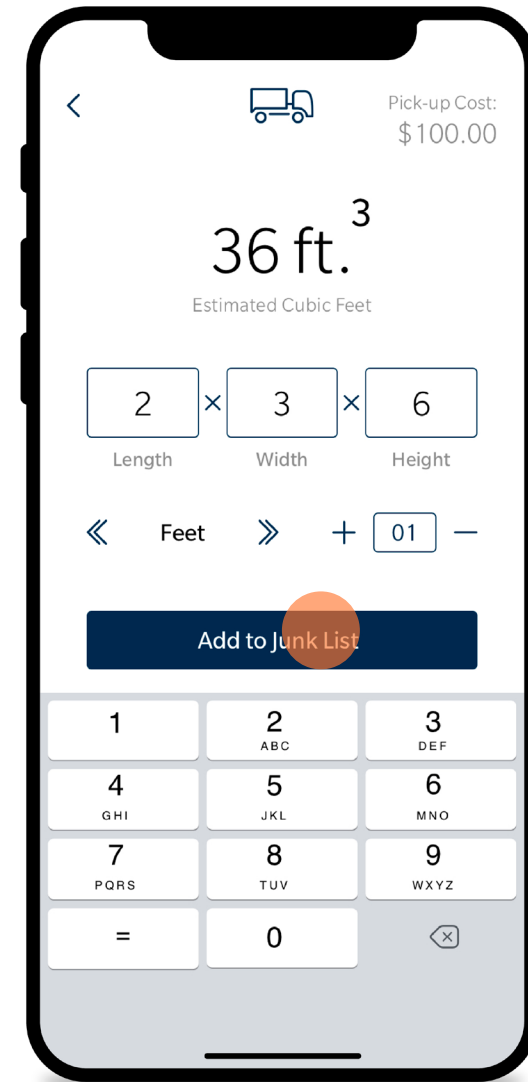 Pick-up Cost:
$100.00
36 ft.³
Estimated Cubic Feet
2 × 3 × 6
Length Width Height
Feet + 01 −
Add to Junk List
1 2 3
ABC DEF
4 5 6
GHI JKL MNO
7 8 9
PQRS TUV WXYZ
= 0